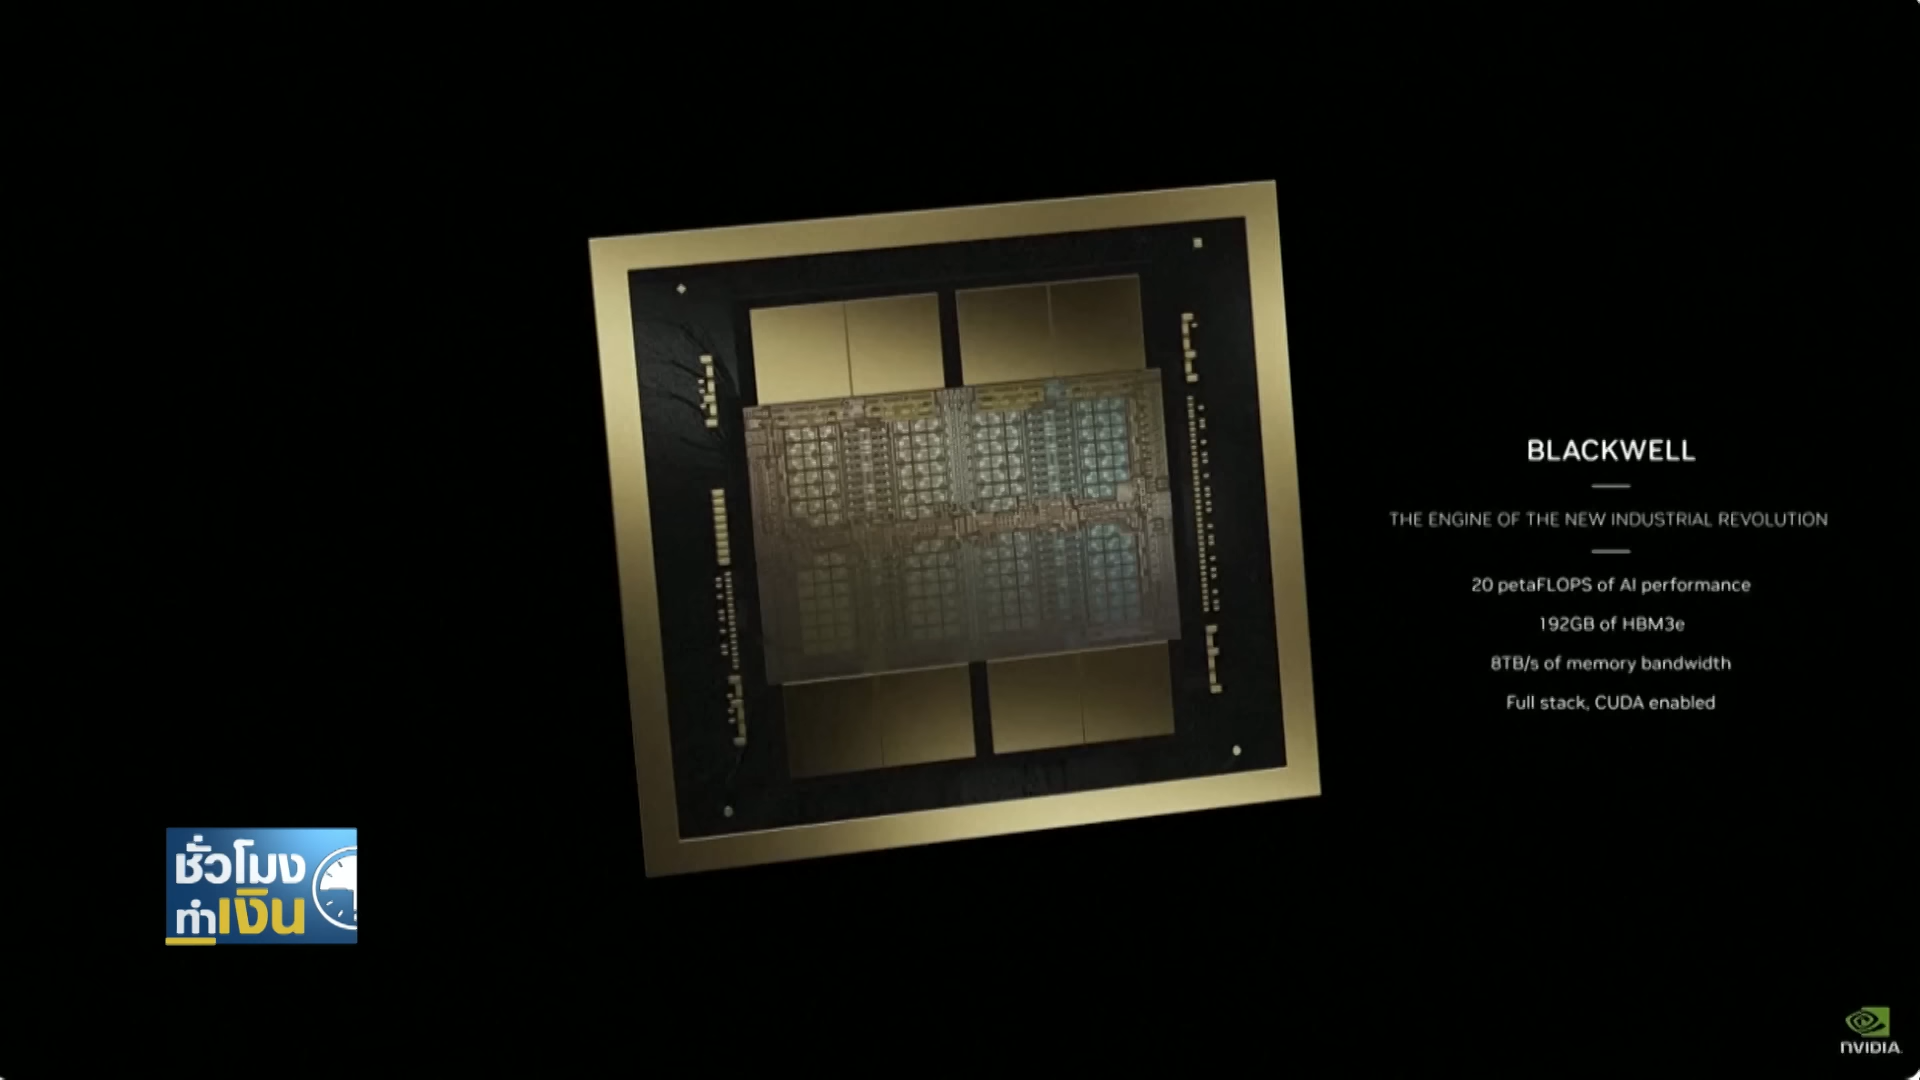 BLACKWELL
THE ENGINE OF THE NEW INDUSTRIAL REVOLUTION
20 petaFLOPS of AI performance
192GB of HBM3e
8TB/s of memory bandwidth
Full stack, CUDA enabled
ชั่วโมง
ทำเงิน
NVIDIA.